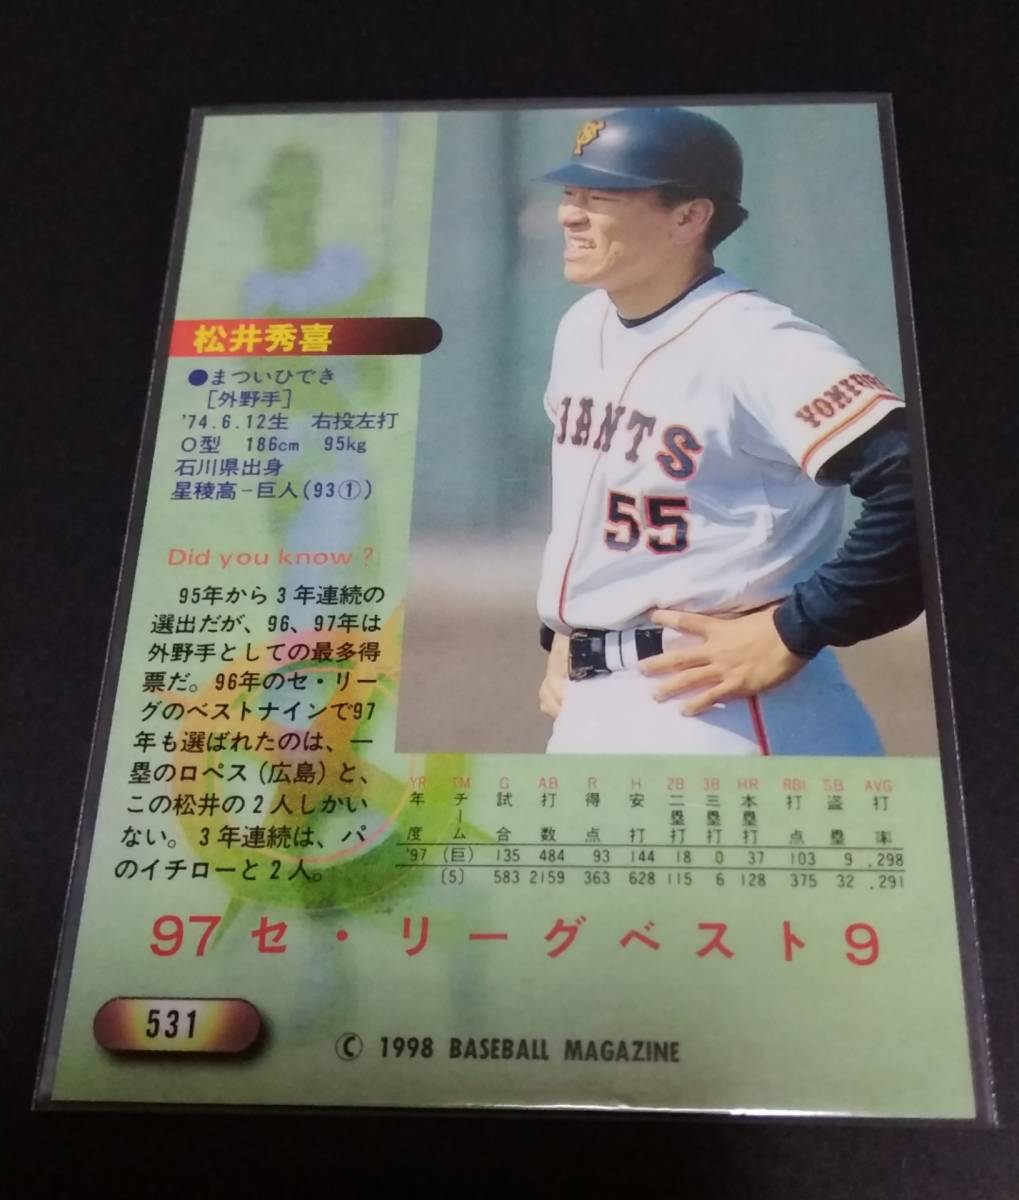 松井秀喜
●まついひでき
[外野手]
'74.6.12生 右投左打
O型 186cm 95kg
石川県出身
星稜高-巨人(93①)
Did you know?
95年から3年連続の
選出だが、96、97年は
外野手としての最多得
票だ。96年のセ・リー
グのベストナインで97
年も選ばれたのは、一
塁のロペス(広島)と、
この松井の2人しかい
ない。3年連続は、パ
のイチローと2人。
IANTS
55
YOMIURI
YR TM G AB R H 2B 3B HR RBI SB AVG
年度 チーム 試合 打数 得点 安打 二塁打 三塁打 本塁打 打点 盗塁 打率
'97 (巨) 135 484 93 144 18 0 37 103 9 .298
(5) 583 2159 363 628 115 6 128 375 32 .291
97セ・リーグベスト9
531
© 1998 BASEBALL MAGAZINE